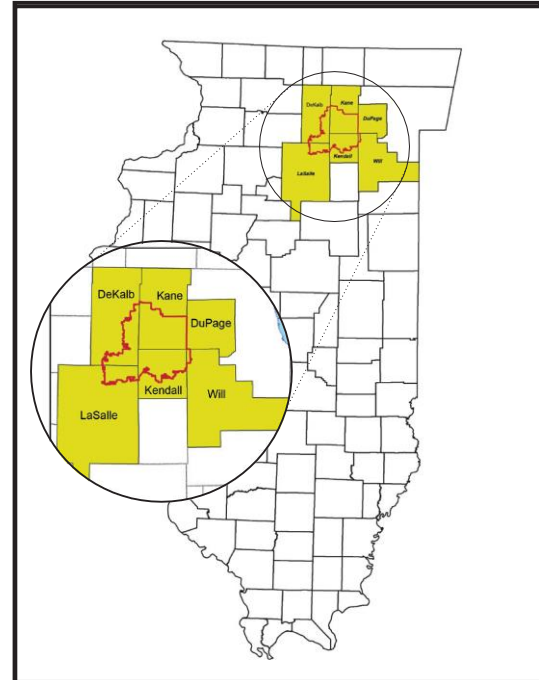 DeKalb
Kane
DuPage
LaSalle
Kendall
Will
DeKalb
Kane
DuPage
Kendall
Will
LaSalle